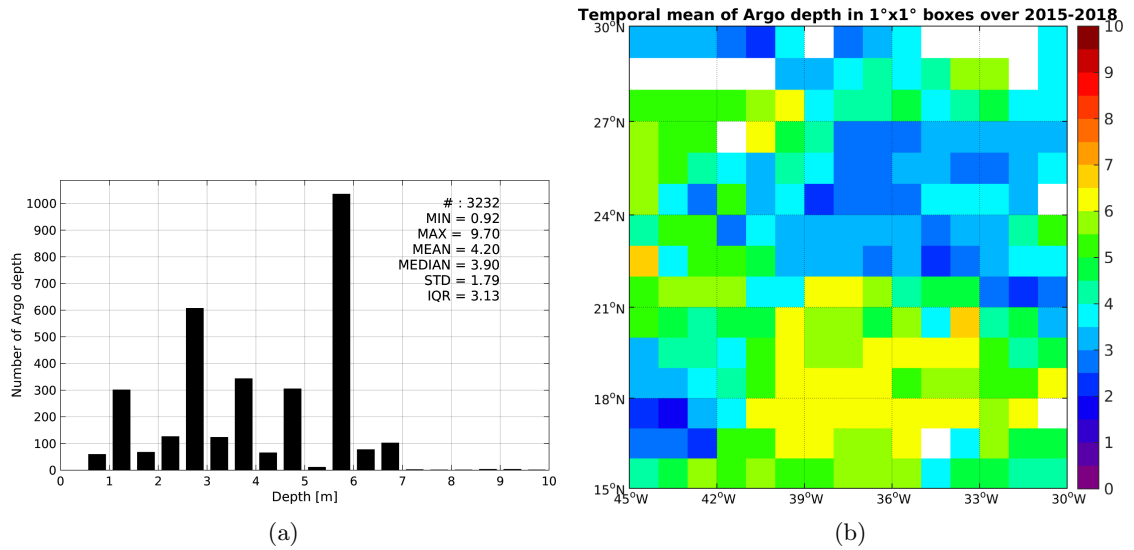 Temporal mean of Argo depth in 1°x1° boxes over 2015-2018
1000
900
800
700
600
500
400
300
200
100
0
Number of Argo depth
# : 3232
MIN = 0.92
MAX = 9.70
MEAN = 4.20
MEDIAN = 3.90
STD = 1.79
IQR = 3.13
0 1 2 3 4 5 6 7 8 9 10
Depth [m]
(a)
30°N
27°N
24°N
21°N
18°N
15°N
45°W 42°W 39°W 36°W 33°W 30°W
10
9
8
7
6
5
4
3
2
1
0
(b)